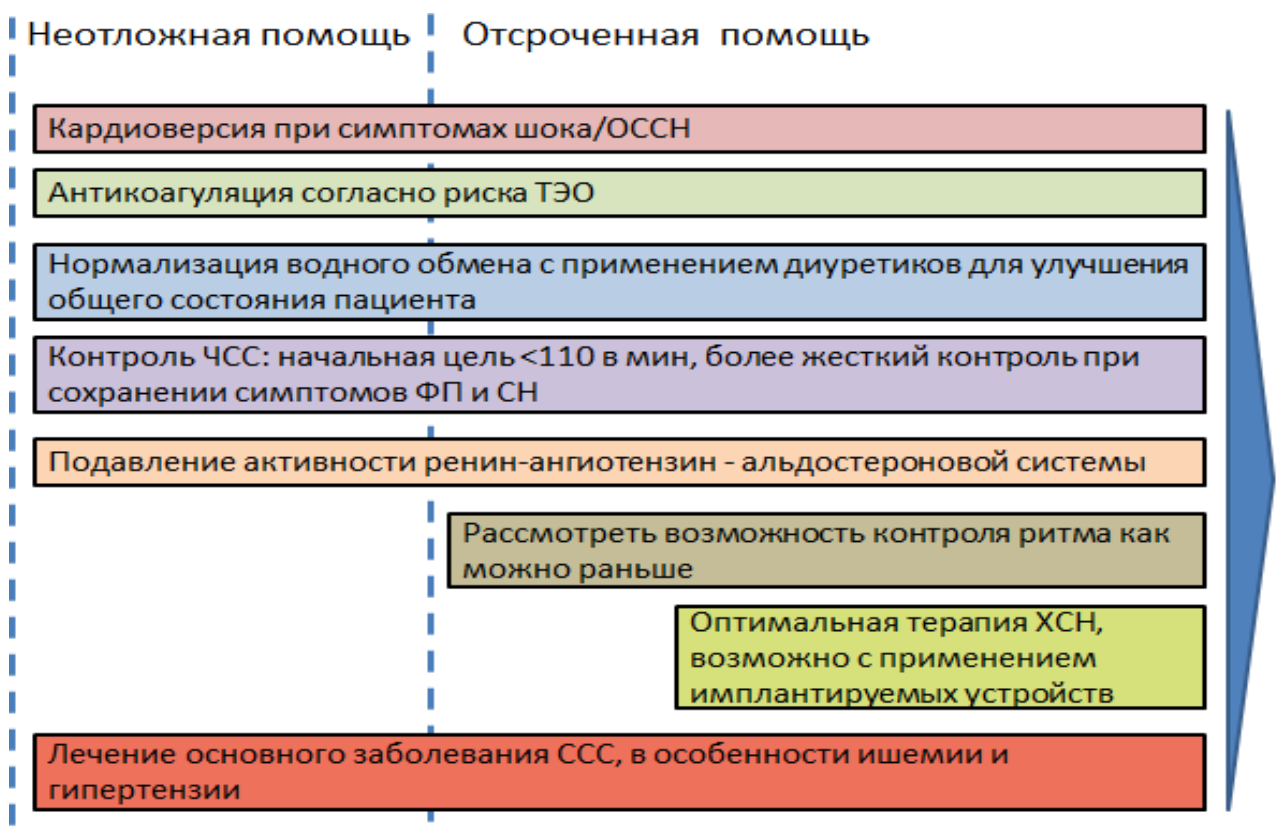 Неотложная помощь
Отсроченная помощь
Кардиоверсия при симптомах шока/ОССН
Антикоагуляция согласно риска ТЭО
Нормализация водного обмена с применением диуретиков для улучшения
общего состояния пациента
Контроль ЧСС: начальная цель <110 в мин, более жесткий контроль при
сохранении симптомов ФП и СН
Подавление активности ренин-ангиотензин - альдостероновой системы
Рассмотреть возможность контроля ритма как
можно раньше
Оптимальная терапия ХСН,
возможно с применением
имплантируемых устройств
Лечение основного заболевания ССС, в особенности ишемии и
гипертензии